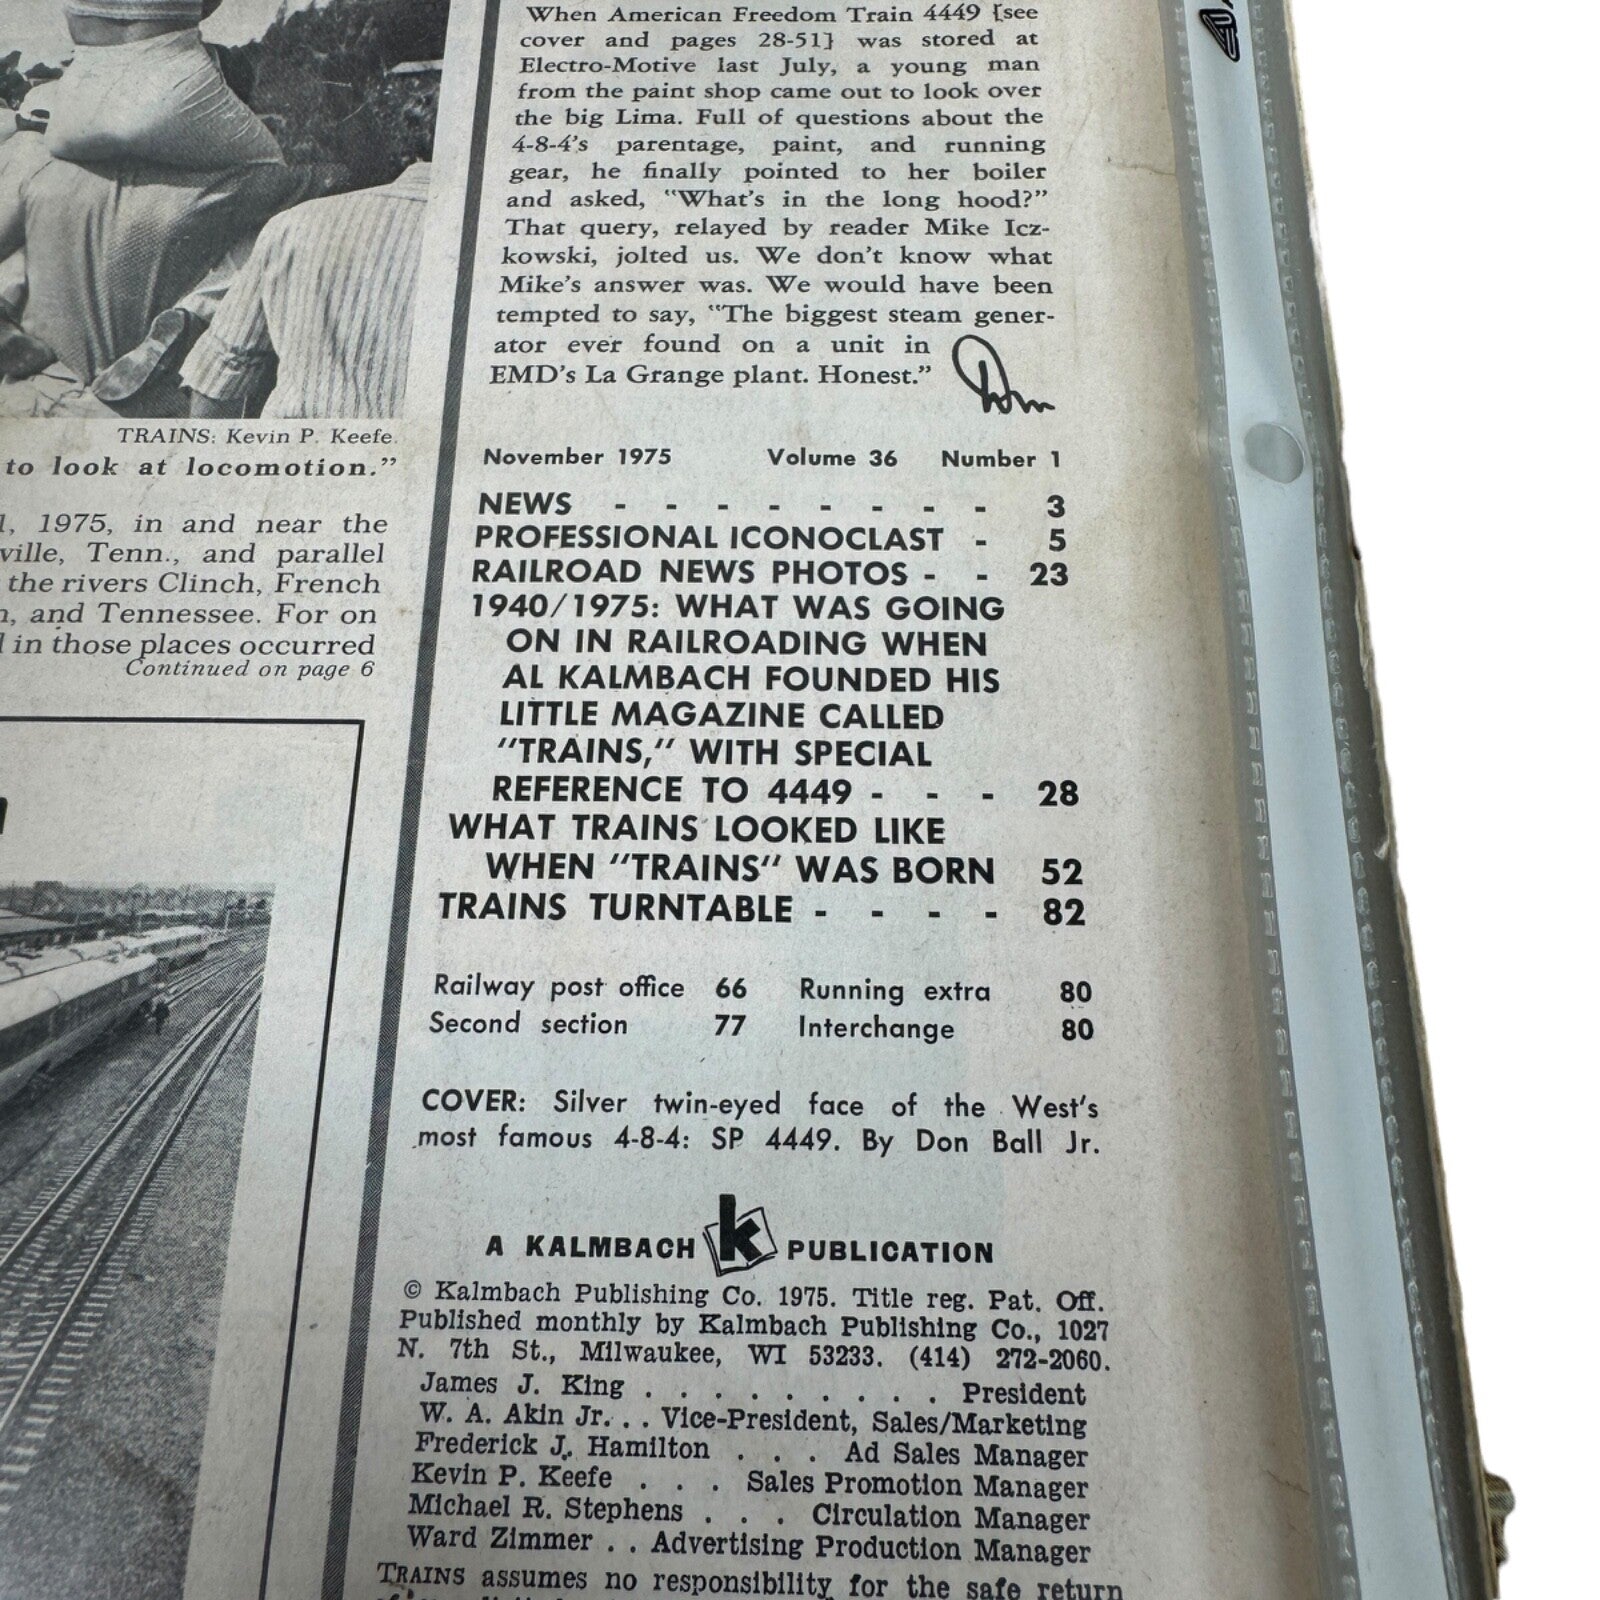 TRAINS: Kevin P. Keefe.
to look at locomotion.”
1, 1975, in and near the
ville, Tenn., and parallel
the rivers Clinch, French
and Tennessee. For on
in those places occurred
Continued on page 6
When American Freedom Train 4449 [see
cover and pages 28-51] was stored at
Electro-Motive last July, a young man
from the paint shop came out to look over
the big Lima. Full of questions about the
4-8-4's parentage, paint, and running
gear, he finally pointed to her boiler
and asked, “What's in the long hood?”
That query, relayed by reader Mike Icz-
kowski, jolted us. We don't know what
Mike's answer was. We would have been
tempted to say, “The biggest steam gener-
ator ever found on a unit in
EMD's La Grange plant. Honest.”
November 1975 Volume 36 Number 1
NEWS - - - - - - - - 3
PROFESSIONAL ICONOCLAST - 5
RAILROAD NEWS PHOTOS - - 23
1940/1975: WHAT WAS GOING
ON IN RAILROADING WHEN
AL KALMBACH FOUNDED HIS
LITTLE MAGAZINE CALLED
“TRAINS,” WITH SPECIAL
REFERENCE TO 4449 - - - 28
WHAT TRAINS LOOKED LIKE
WHEN “TRAINS” WAS BORN 52
TRAINS TURNTABLE - - - - 82
Railway post office 66 Running extra 80
Second section 77 Interchange 80
COVER: Silver twin-eyed face of the West's
most famous 4-8-4: SP 4449. By Don Ball Jr.
A KALMBACH k PUBLICATION
© Kalmbach Publishing Co. 1975. Title reg. Pat. Off.
Published monthly by Kalmbach Publishing Co., 1027
N. 7th St., Milwaukee, WI 53233. (414) 272-2060.
James J. King . . . . . . . . . . President
W. A. Akin Jr. . . Vice-President, Sales/Marketing
Frederick J. Hamilton . . . Ad Sales Manager
Kevin P. Keefe . . . Sales Promotion Manager
Michael R. Stephens . . . Circulation Manager
Ward Zimmer . . Advertising Production Manager
TRAINS assumes no responsibility for the safe return